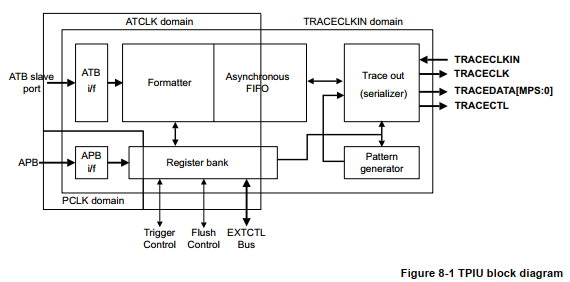 ATCLK domain
TRACECLKIN domain
ATB slave
port
ATB
i/f
Formatter
Asynchronous
FIFO
Trace out
(serializer)
TRACECLKIN
TRACECLK
TRACEDATA[MPS:0]
TRACECTL
APB
APB
i/f
Register bank
Pattern
generator
PCLK domain
Trigger
Control
Flush
Control
EXTCTL
Bus
Figure 8-1 TPIU block diagram